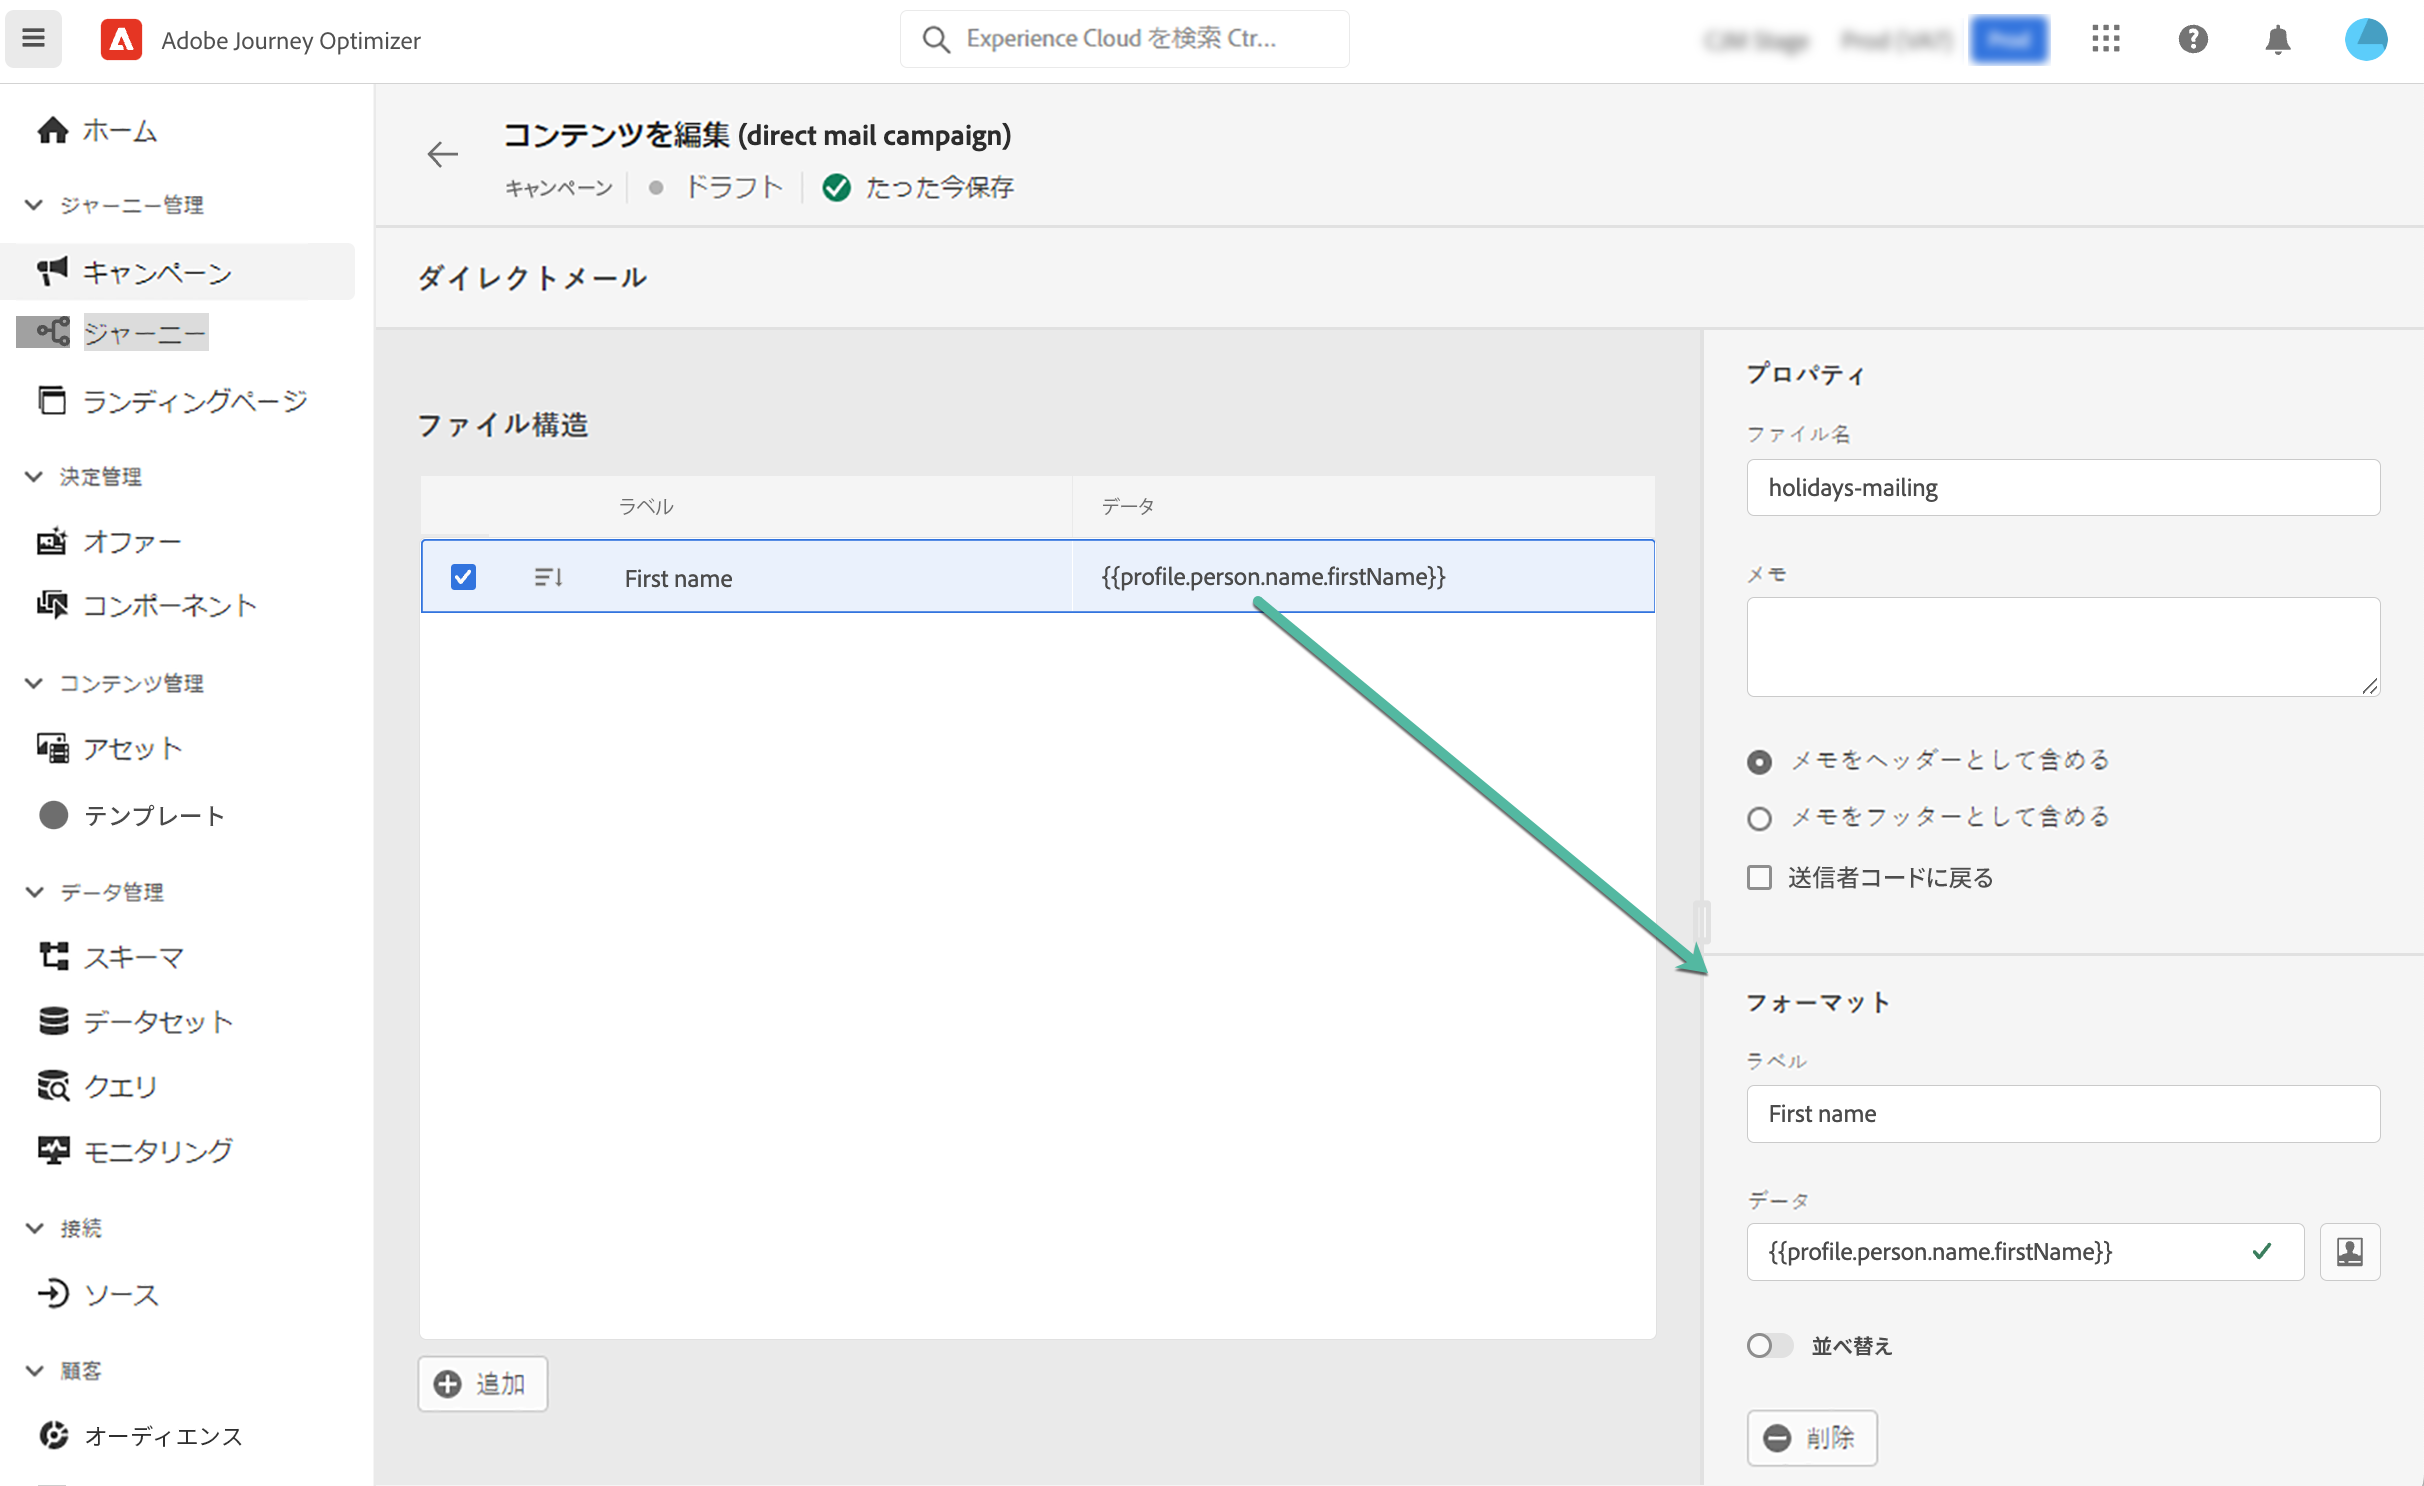 Adobe Journey Optimizer
Experience Cloud を検索 Ctr...
ホーム
ジャーニー管理
キャンペーン
ジャーニー
ランディングページ
決定管理
オファー
コンポーネント
コンテンツ管理
アセット
テンプレート
データ管理
スキーマ
データセット
クエリ
モニタリング
接続
ソース
顧客
オーディエンス
コンテンツを編集 (direct mail campaign)
キャンペーン ドラフト たった今保存
ダイレクトメール
ファイル構造
ラベル データ
First name {{profile.person.name.firstName}}
追加
プロパティ
ファイル名
holidays-mailing
メモ
メモをヘッダーとして含める
メモをフッターとして含める
送信者コードに戻る
フォーマット
ラベル
First name
データ
{{profile.person.name.firstName}}
並べ替え
削除